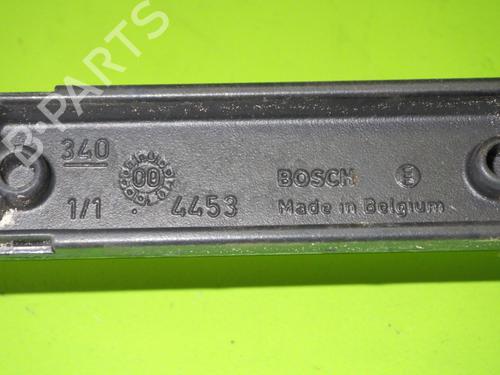 B-PARTS
340
00
BOSCH
1/1 . 4453
Made in Belgium